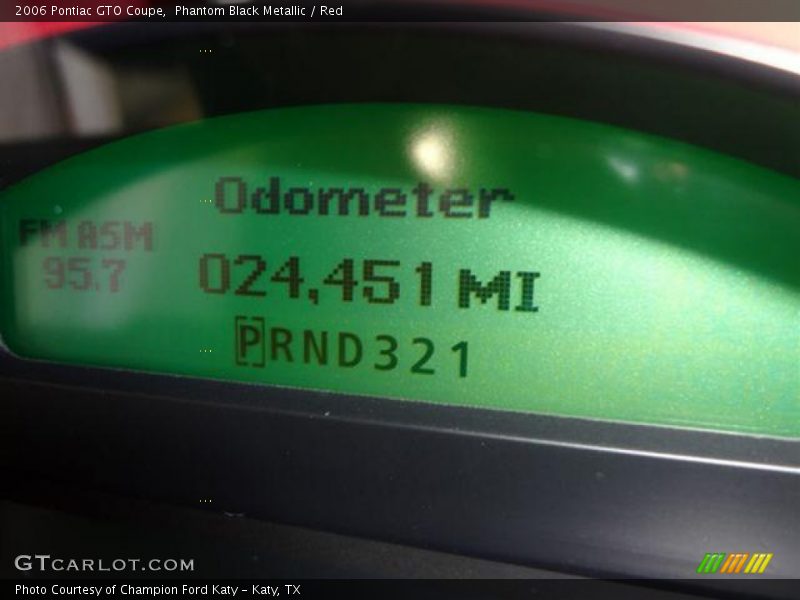 2006 Pontiac GTO Coupe,  Phantom Black Metallic / Red
Odometer
FM ASM
95.7
024,451 MI
PRND321
GTCARLOT.COM
Photo Courtesy of Champion Ford Katy - Katy, TX